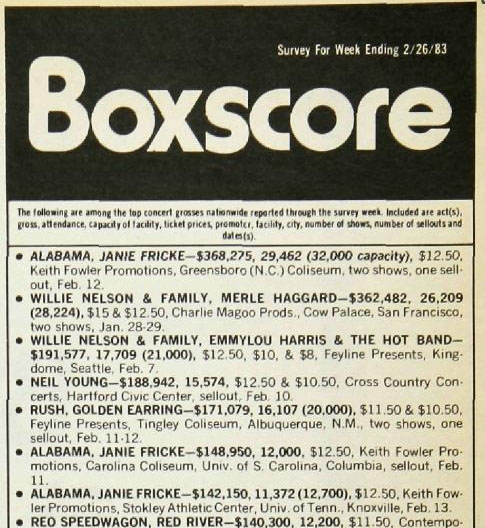 Survey For Week Ending 2/26/83
Boxscore
The following are among the top concert grosses nationwide reported through the survey week. Included are act(s),
gross, attendance, capacity of facility, ticket prices, promoter, facility, city, number of shows, number of sellouts and
dates(s).
• ALABAMA, JANIE FRICKE—$368,275, 29,462 (32,000 capacity), $12.50,
Keith Fowler Promotions, Greensboro (N.C.) Coliseum, two shows, one sell-
out, Feb. 12.
• WILLIE NELSON & FAMILY, MERLE HAGGARD—$362,482, 26,209
(28,224), $15 & $12.50, Charlie Magoo Prods., Cow Palace, San Francisco,
two shows, Jan. 28-29.
• WILLIE NELSON & FAMILY, EMMYLOU HARRIS & THE HOT BAND—
$191,577, 17,709 (21,000), $12.50, $10, & $8, Feyline Presents, King-
dome, Seattle, Feb. 7.
• NEIL YOUNG—$188,942, 15,574, $12.50 & $10.50, Cross Country Con-
certs, Hartford Civic Center, sellout, Feb. 10.
• RUSH, GOLDEN EARRING—$171,079, 16,107 (20,000), $11.50 & $10.50,
Feyline Presents, Tingley Coliseum, Albuquerque, N.M., two shows, one
sellout, Feb. 11-12.
• ALABAMA, JANIE FRICKE—$148,950, 12,000, $12.50, Keith Fowler Pro-
motions, Carolina Coliseum, Univ. of S. Carolina, Columbia, sellout, Feb.
11.
• ALABAMA, JANIE FRICKE—$142,150, 11,372 (12,700), $12.50, Keith Fow-
ler Promotions, Stokley Athletic Center, Univ. of Tenn., Knoxville, Feb. 13.
• REO SPEEDWAGON, RED RIVER—$140,300, 12,200, $11.50, Contempo